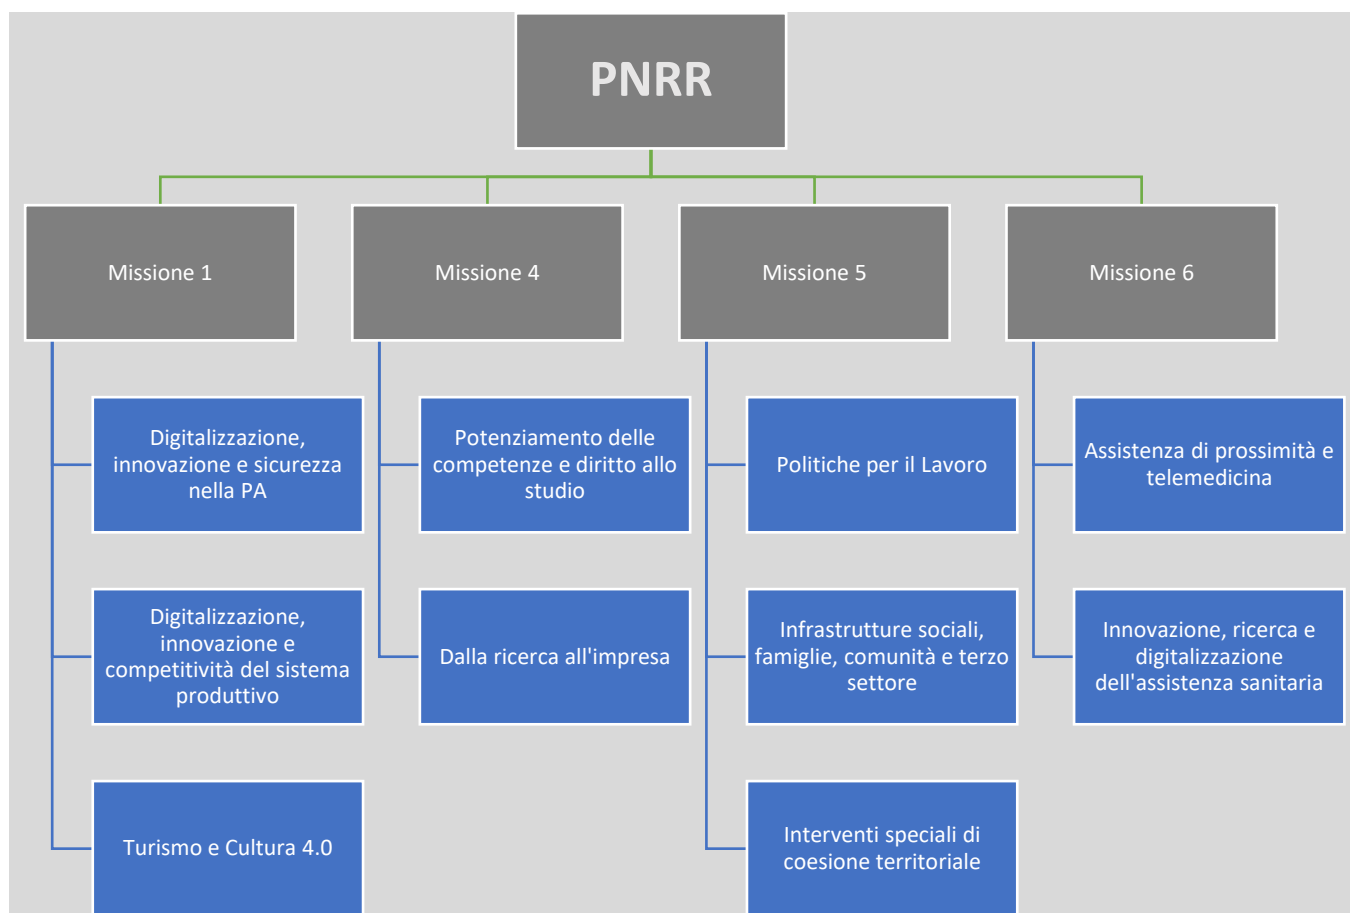 PNRR
Missione 1
Missione 4
Missione 5
Missione 6
Digitalizzazione,
innovazione e sicurezza
nella PA
Potenziamento delle
competenze e diritto allo
studio
Politiche per il Lavoro
Assistenza di prossimità e
telemedicina
Digitalizzazione,
innovazione e
competitività del sistema
produttivo
Dalla ricerca all'impresa
Infrastrutture sociali,
famiglie, comunità e terzo
settore
Innovazione, ricerca e
digitalizzazione
dell'assistenza sanitaria
Turismo e Cultura 4.0
Interventi speciali di
coesione territoriale